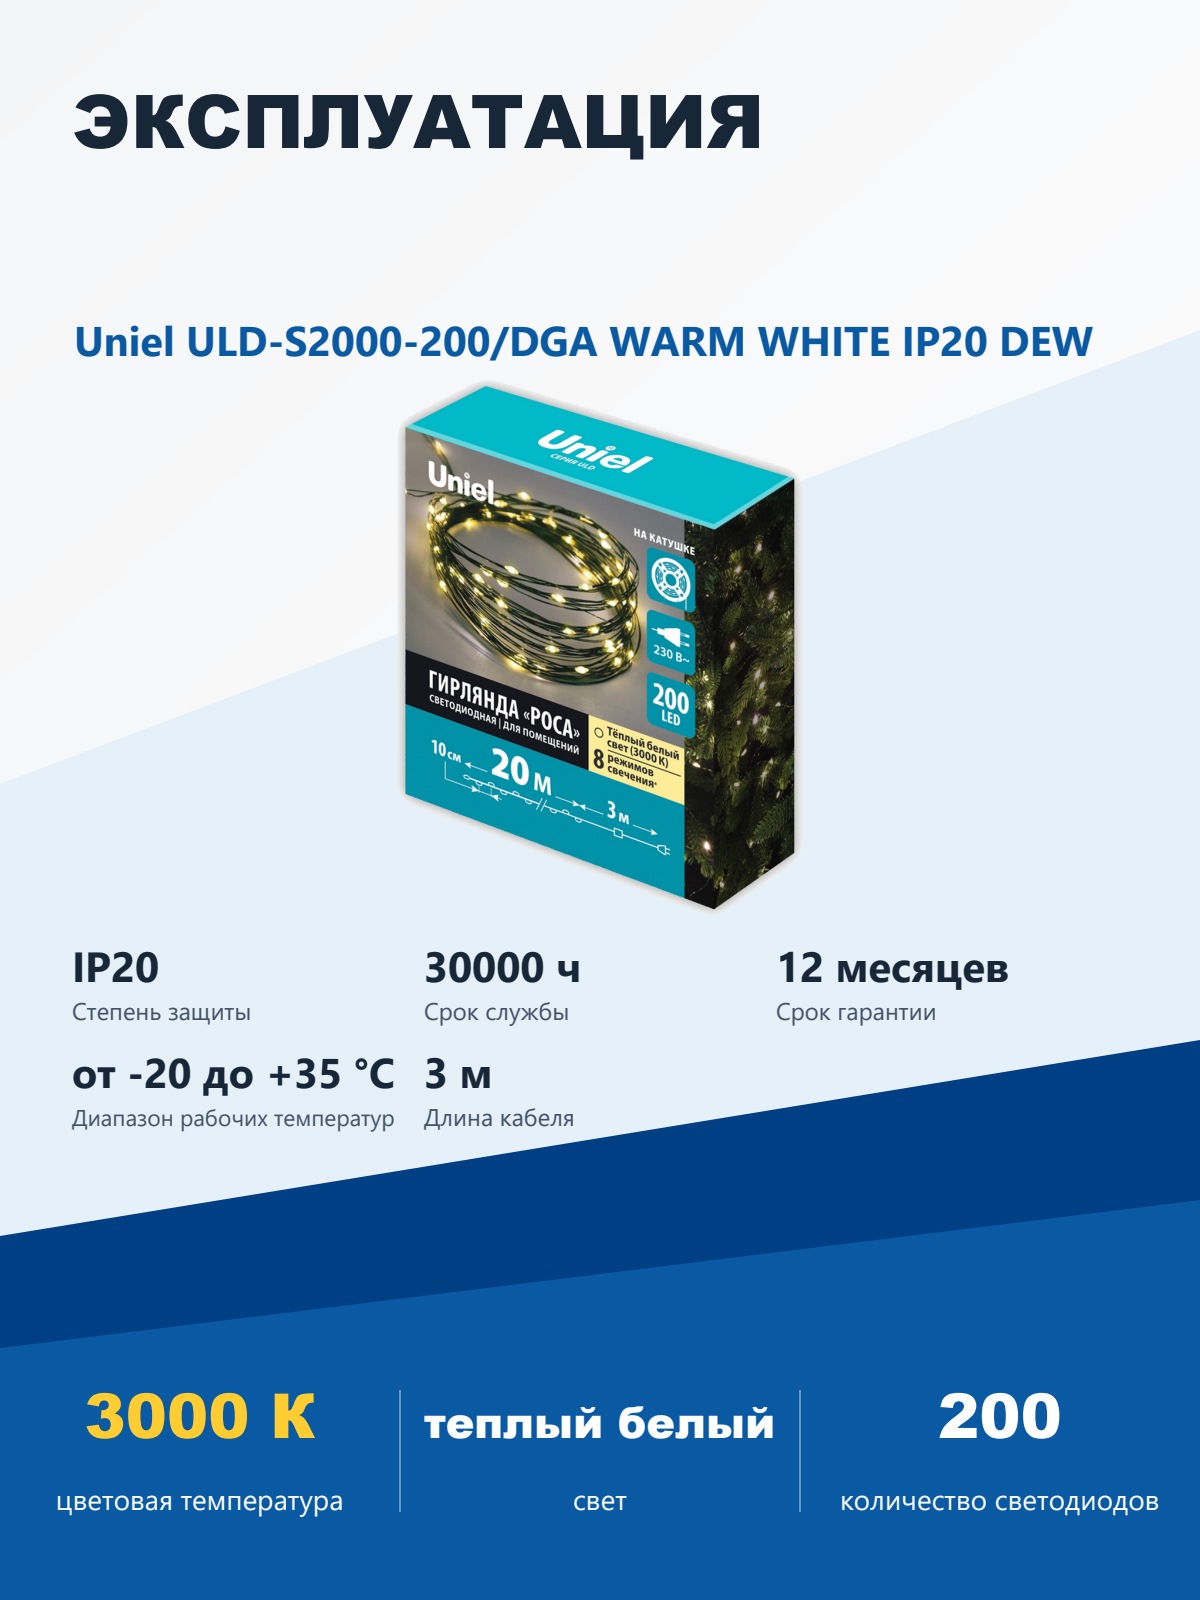 ЭКСПЛУАТАЦИЯ
Uniel ULD-S2000-200/DGA WARM WHITE IP20 DEW
Uniel
СЕРИЯ ULD
Uniel
НА КАТУШКЕ
230 В~
200
LED
ГИРЛЯНДА «РОСА»
СВЕТОДИОДНАЯ | ДЛЯ ПОМЕЩЕНИЙ
Тёплый белый
свет (3000 К)
8 режимов
свечения*
10 см
20 м
3 м
IP20
Степень защиты
30000 ч
Срок службы
12 месяцев
Срок гарантии
от -20 до +35 °C
Диапазон рабочих температур
3 м
Длина кабеля
3000 К
цветовая температура
теплый белый
свет
200
количество светодиодов